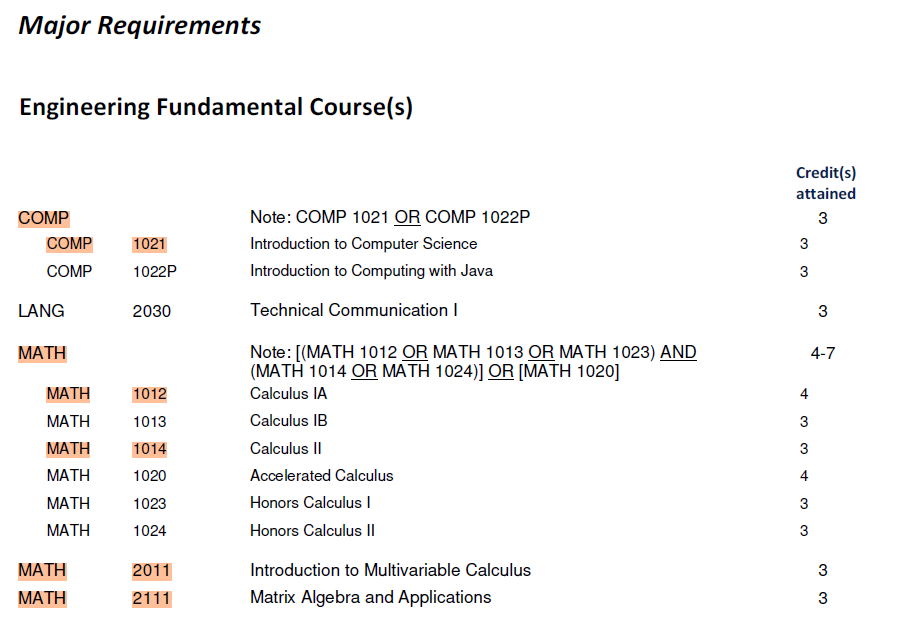 Major Requirements
Engineering Fundamental Course(s)
Credit(s)
attained
COMP Note: COMP 1021 OR COMP 1022P 3
COMP 1021 Introduction to Computer Science 3
COMP 1022P Introduction to Computing with Java 3
LANG 2030 Technical Communication I 3
MATH Note: [(MATH 1012 OR MATH 1013 OR MATH 1023) AND 4-7
(MATH 1014 OR MATH 1024)] OR [MATH 1020]
MATH 1012 Calculus IA 4
MATH 1013 Calculus IB 3
MATH 1014 Calculus II 3
MATH 1020 Accelerated Calculus 4
MATH 1023 Honors Calculus I 3
MATH 1024 Honors Calculus II 3
MATH 2011 Introduction to Multivariable Calculus 3
MATH 2111 Matrix Algebra and Applications 3